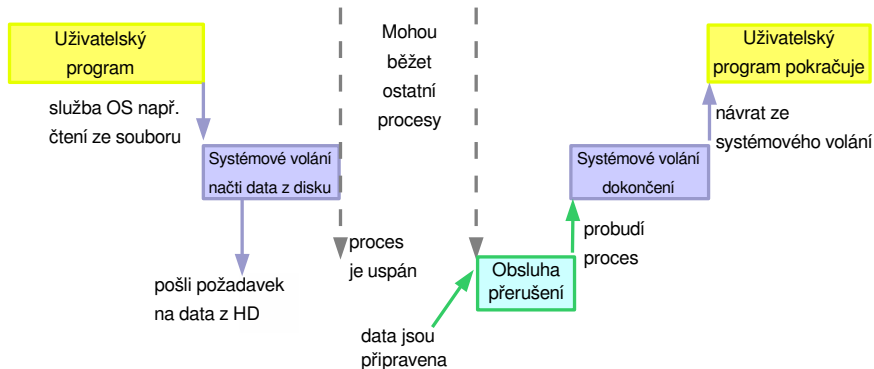 Uživatelský
program
služba OS např.
čtení ze souboru
Systémové volání
načti data z disku
pošli požadavek
na data z HD
Mohou
běžet
ostatní
procesy
proces
je uspán
data jsou
připravena
Obsluha
přerušení
probudí
proces
Systémové volání
dokončení
návrat ze
systémového volání
Uživatelský
program pokračuje